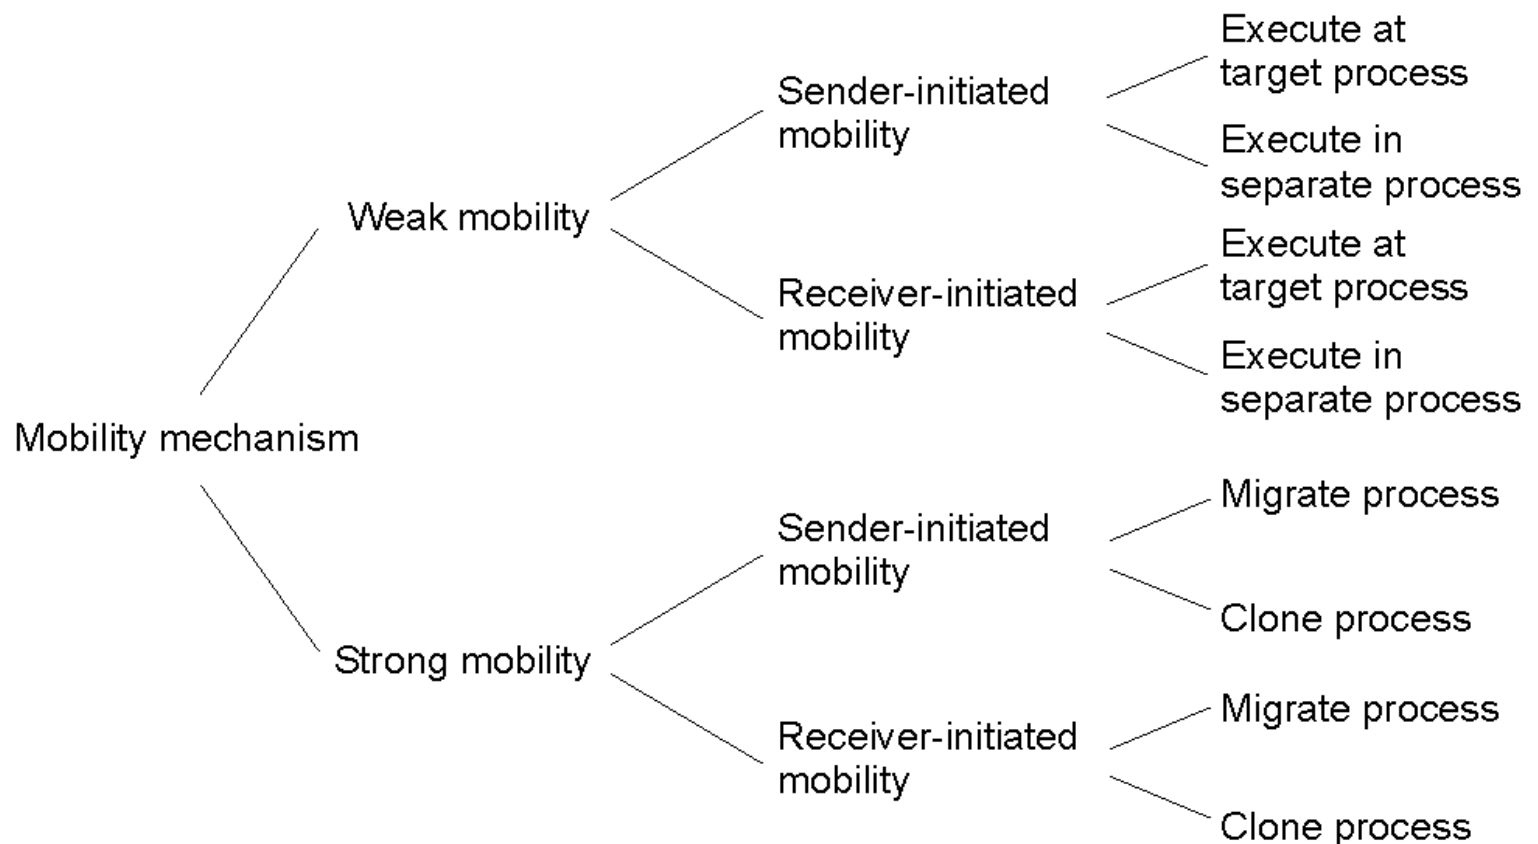 Execute at
target process
Sender-initiated
mobility
Execute in
separate process
Weak mobility
Execute at
target process
Receiver-initiated
mobility
Execute in
separate process
Mobility mechanism
Migrate process
Sender-initiated
mobility
Clone process
Strong mobility
Migrate process
Receiver-initiated
mobility
Clone process